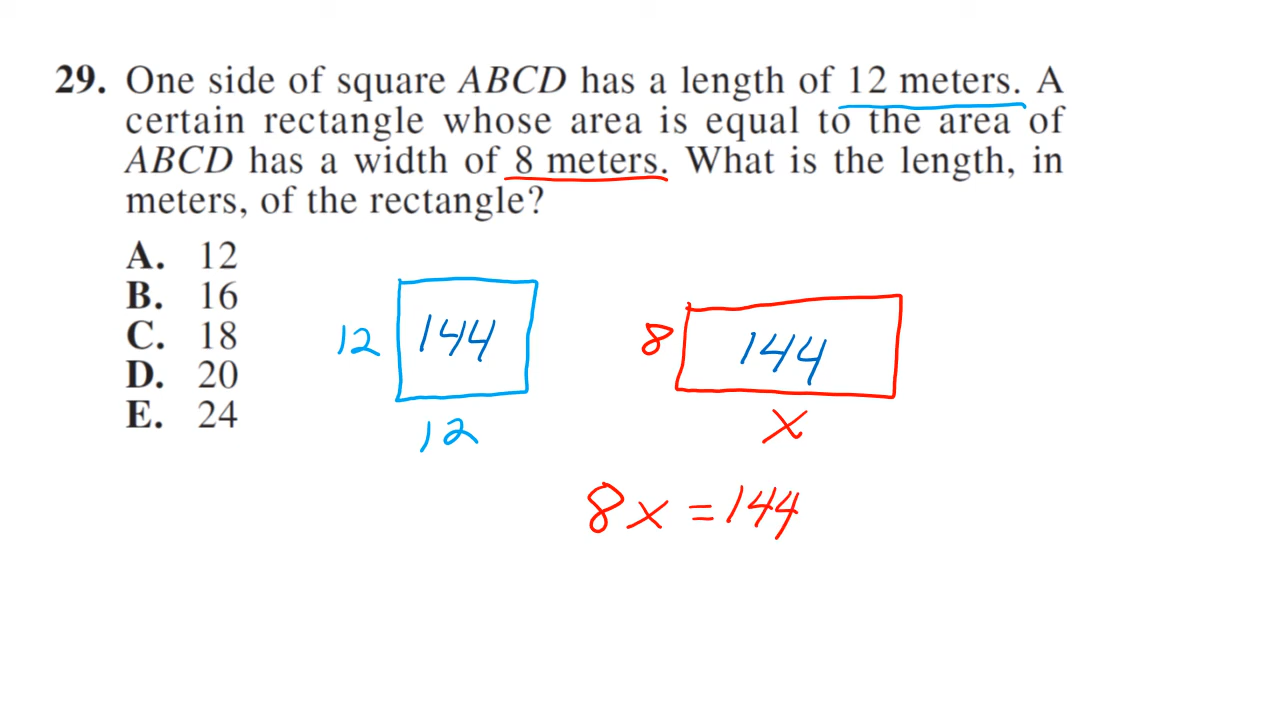 29. One side of square ABCD has a length of 12 meters. A
certain rectangle whose area is equal to the area of
ABCD has a width of 8 meters. What is the length, in
meters, of the rectangle?
A. 12
B. 16
C. 18
D. 20
E. 24
12
144
12
8
144
x
8x = 144